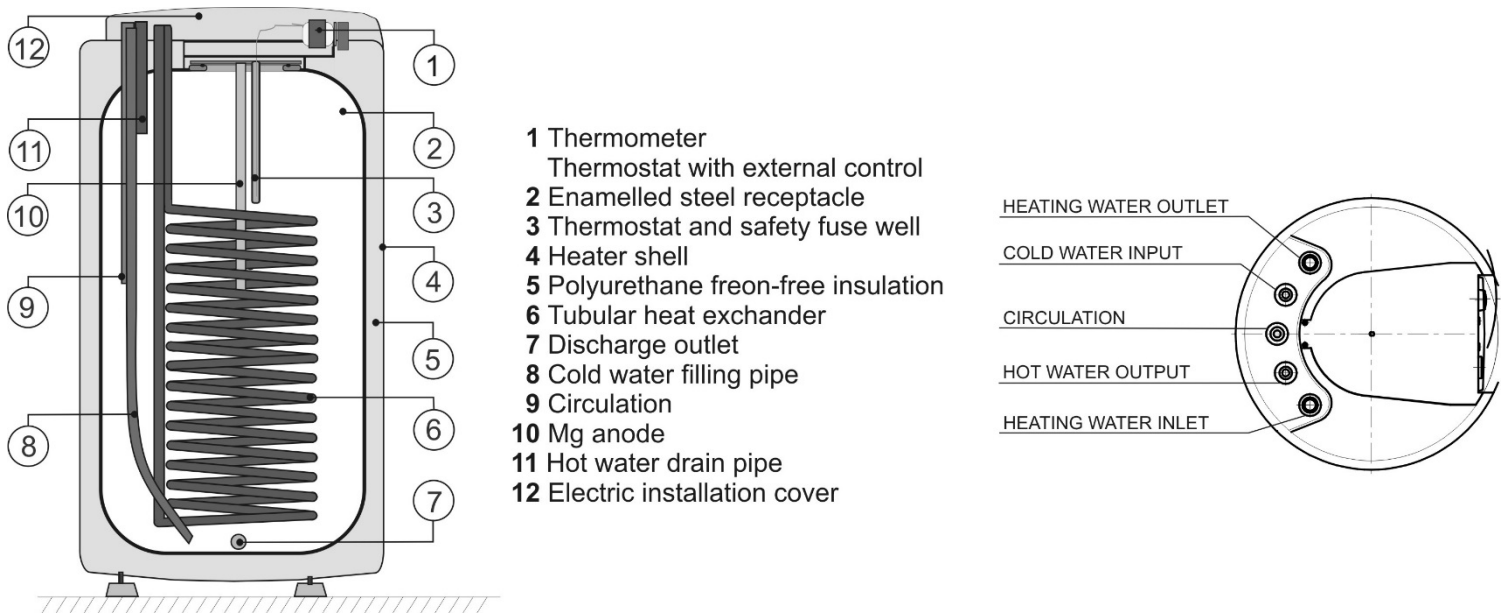 12
11
10
9
8
1
2
3
4
5
6
7
1 Thermometer
Thermostat with external control
2 Enamelled steel receptacle
3 Thermostat and safety fuse well
4 Heater shell
5 Polyurethane freon-free insulation
6 Tubular heat exchander
7 Discharge outlet
8 Cold water filling pipe
9 Circulation
10 Mg anode
11 Hot water drain pipe
12 Electric installation cover
HEATING WATER OUTLET
COLD WATER INPUT
CIRCULATION
HOT WATER OUTPUT
HEATING WATER INLET